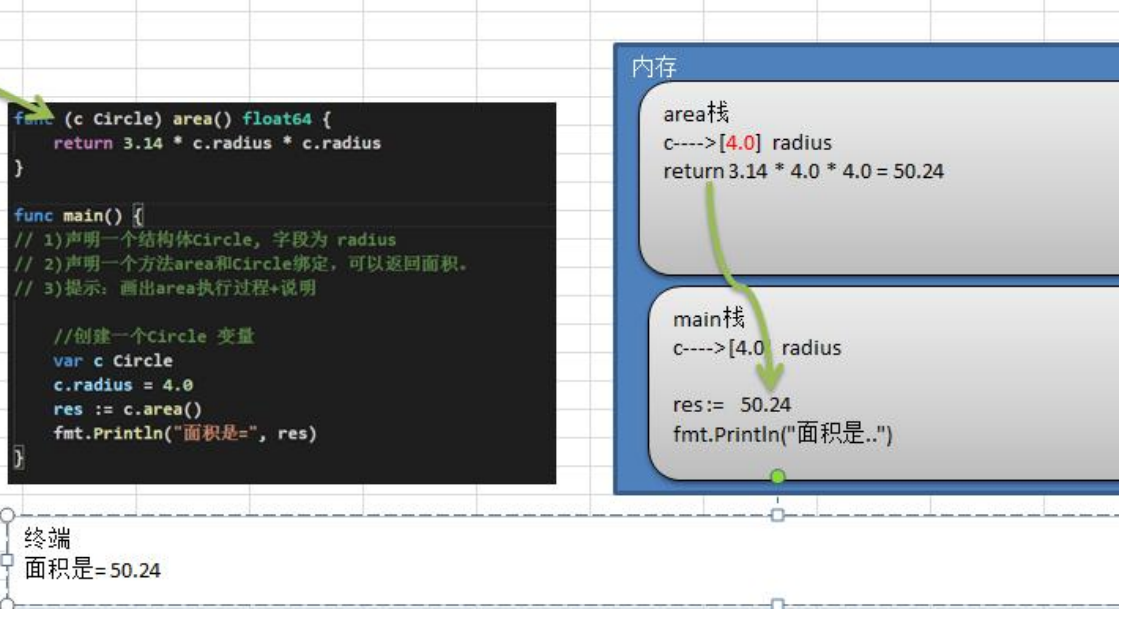 func (c Circle) area() float64 {
return 3.14 * c.radius * c.radius
}
func main() {
// 1)声明一个结构体Circle, 字段为 radius
// 2)声明一个方法area和Circle绑定，可以返回面积。
// 3)提示：画出area执行过程+说明
//创建一个Circle 变量
var c Circle
c.radius = 4.0
res := c.area()
fmt.Println("面积是=", res)
}
内存
area栈
c---->[4.0] radius
return 3.14 * 4.0 * 4.0 = 50.24
main栈
c---->[4.0] radius
res := 50.24
fmt.Println("面积是..")
终端
面积是= 50.24